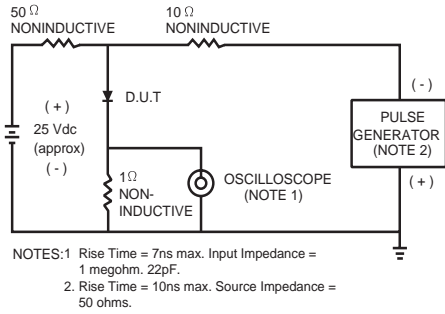 50 Ω
NONINDUCTIVE
10 Ω
NONINDUCTIVE
( + )
25 Vdc
(approx)
( - )
D.U.T
1Ω
NON-
INDUCTIVE
OSCILLOSCOPE
(NOTE 1)
( - )
PULSE
GENERATOR
(NOTE 2)
( + )
NOTES:1 Rise Time = 7ns max. Input Impedance =
1 megohm. 22pF.
2. Rise Time = 10ns max. Source Impedance =
50 ohms.